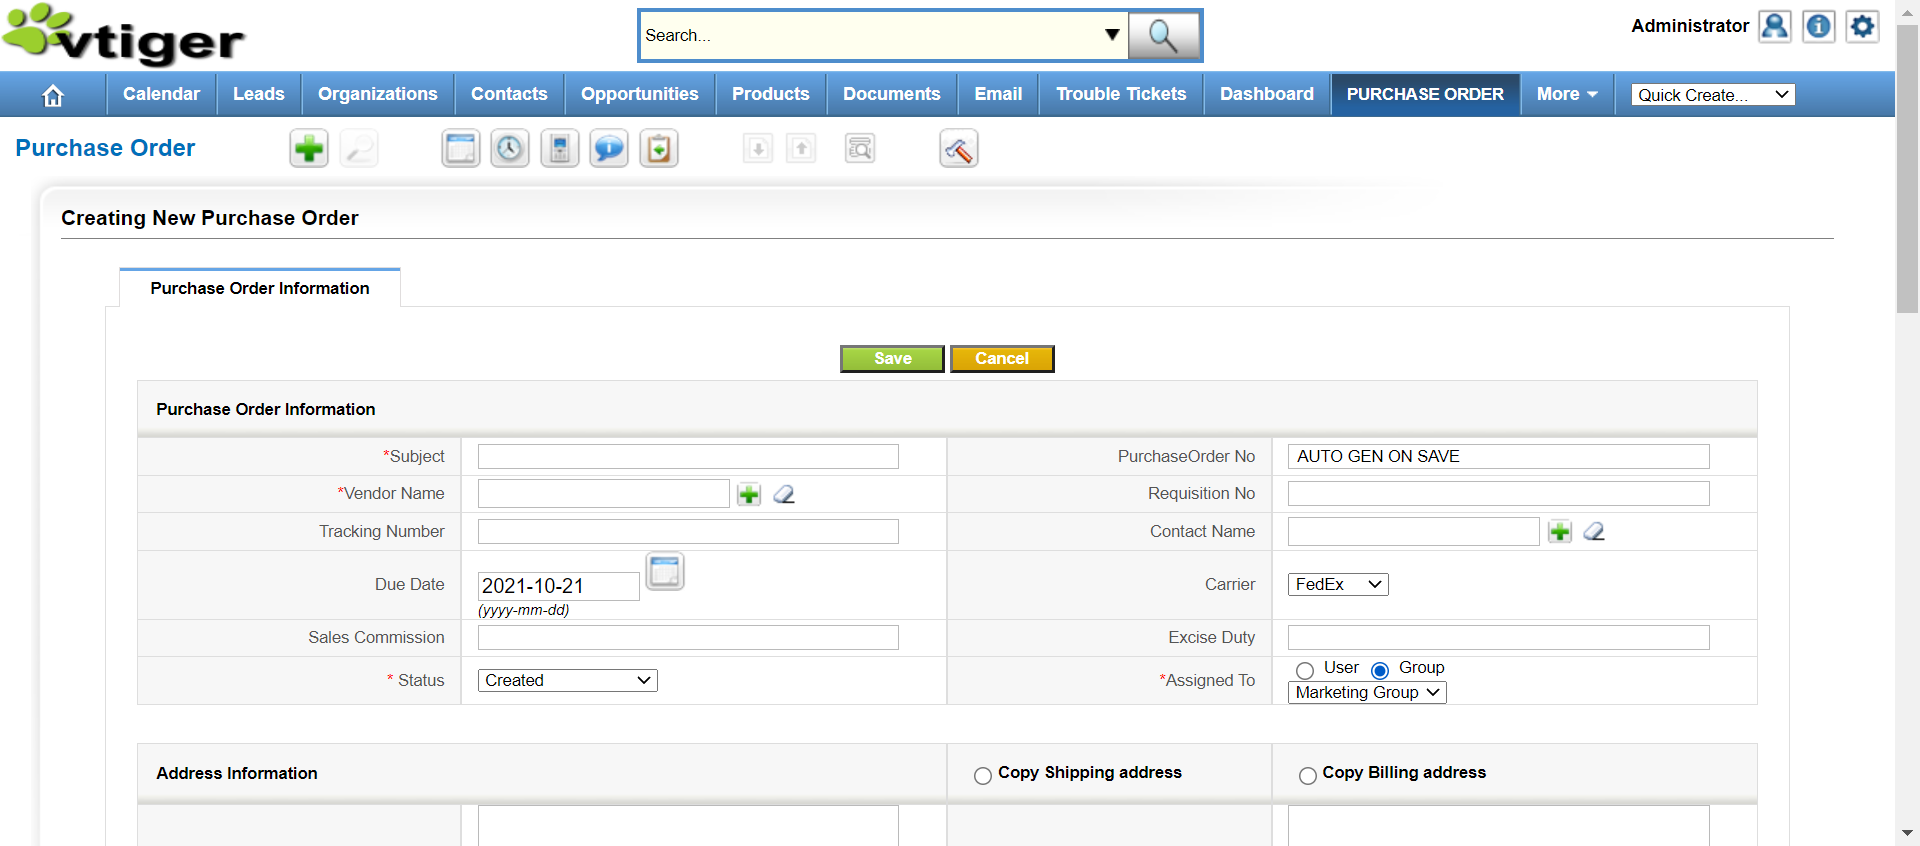 vtiger
Search...
Administrator
Calendar Leads Organizations Contacts Opportunities Products Documents Email Trouble Tickets Dashboard PURCHASE ORDER More Quick Create...
Purchase Order
Creating New Purchase Order
Purchase Order Information
Save Cancel
Purchase Order Information
*Subject PurchaseOrder No AUTO GEN ON SAVE
*Vendor Name Requisition No
Tracking Number Contact Name
Due Date 2021-10-21 Carrier FedEx
(yyyy-mm-dd)
Sales Commission Excise Duty
* Status Created *Assigned To User Group
Marketing Group
Address Information Copy Shipping address Copy Billing address